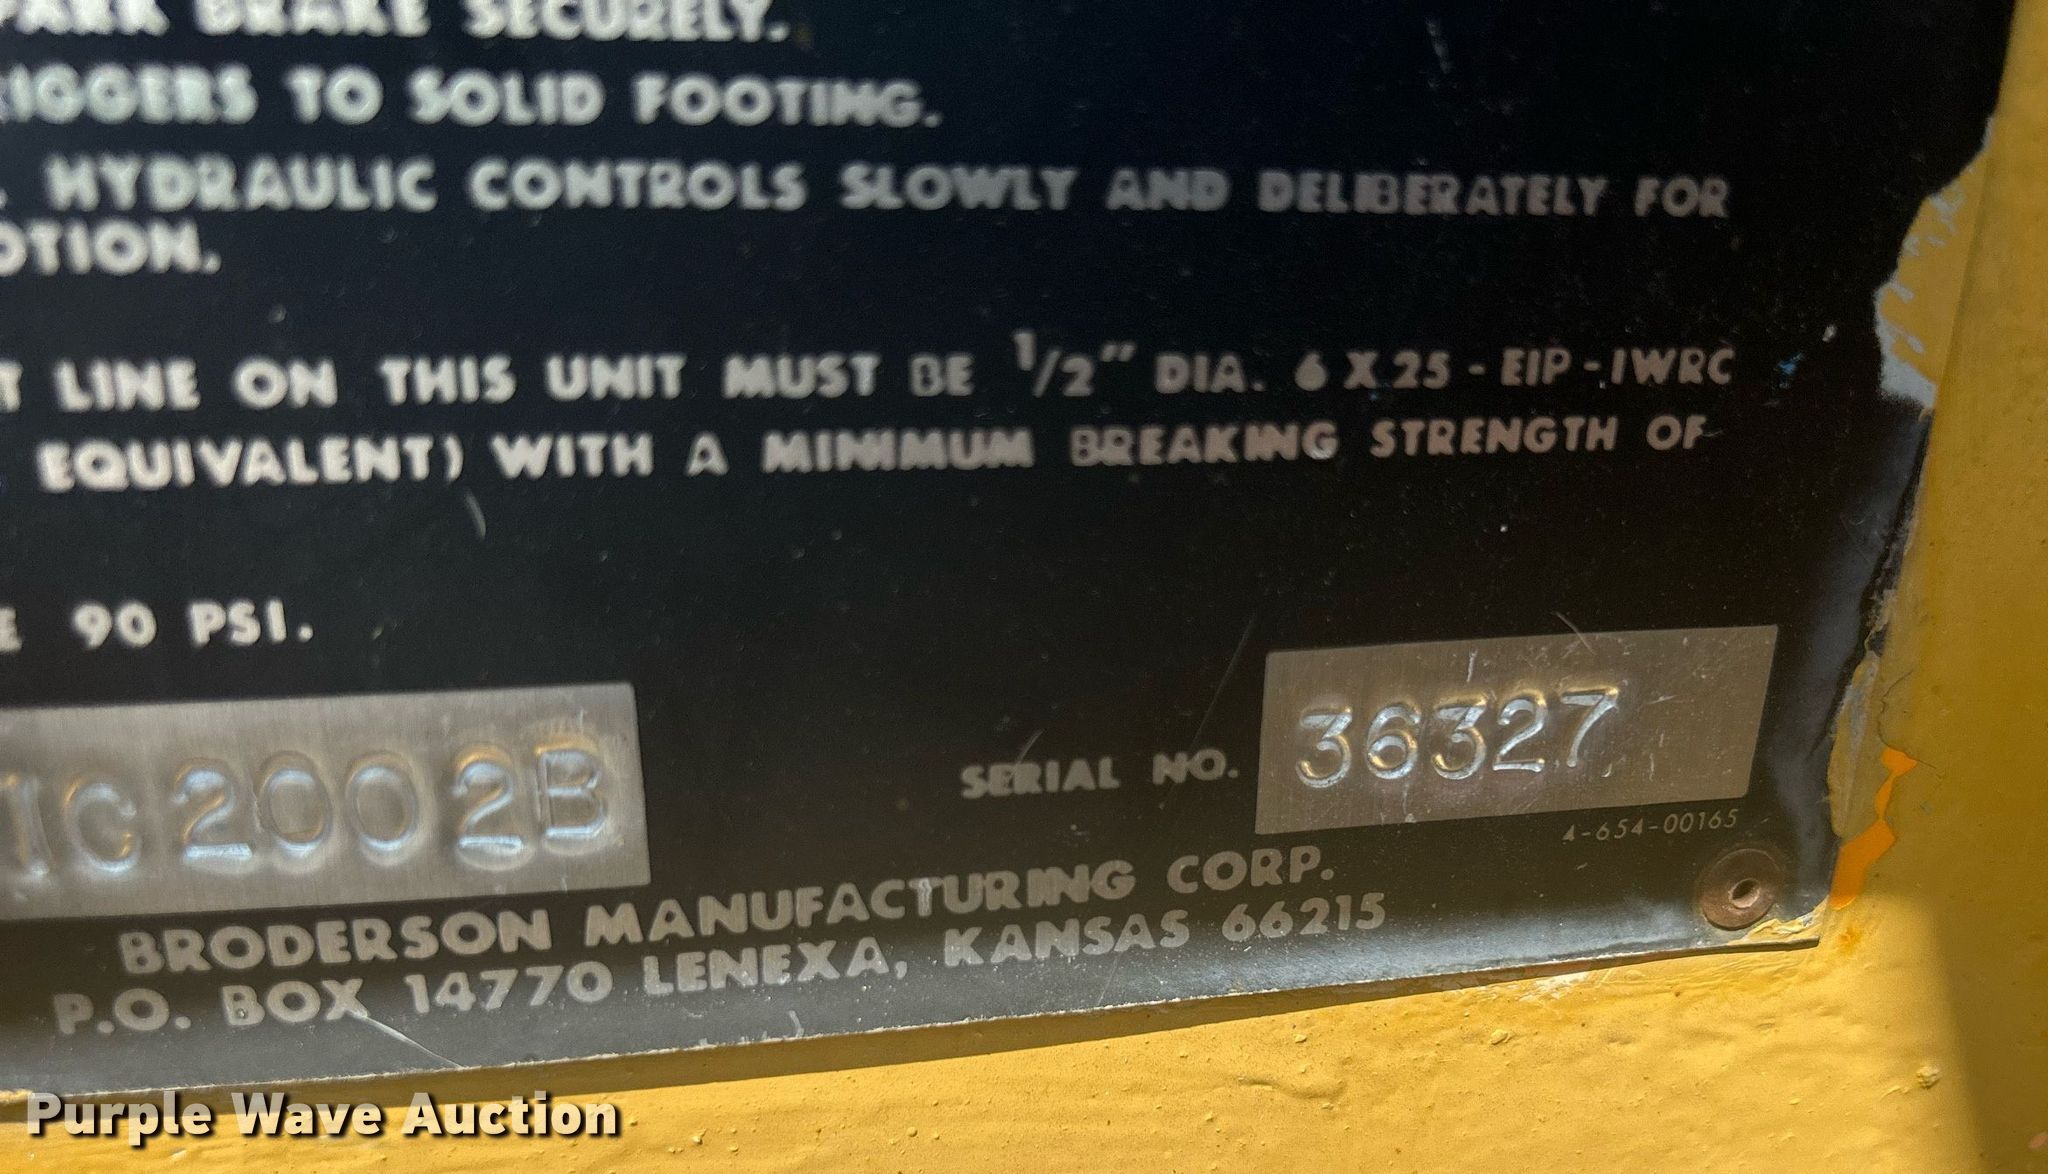 PARK BRAKE SECURELY.
RIGGERS TO SOLID FOOTING.
HYDRAULIC CONTROLS SLOWLY AND DELIBERATELY FOR
OTION.
T LINE ON THIS UNIT MUST BE 1/2" DIA. 6 X 25 - EIP - IWRC
EQUIVALENT) WITH A MINIMUM BREAKING STRENGTH OF
E 90 PSI.
IC2002B
SERIAL NO. 36327
4-654-00165
BRODERSON MANUFACTURING CORP.
P.O. BOX 14770 LENEXA, KANSAS 66215
Purple Wave Auction